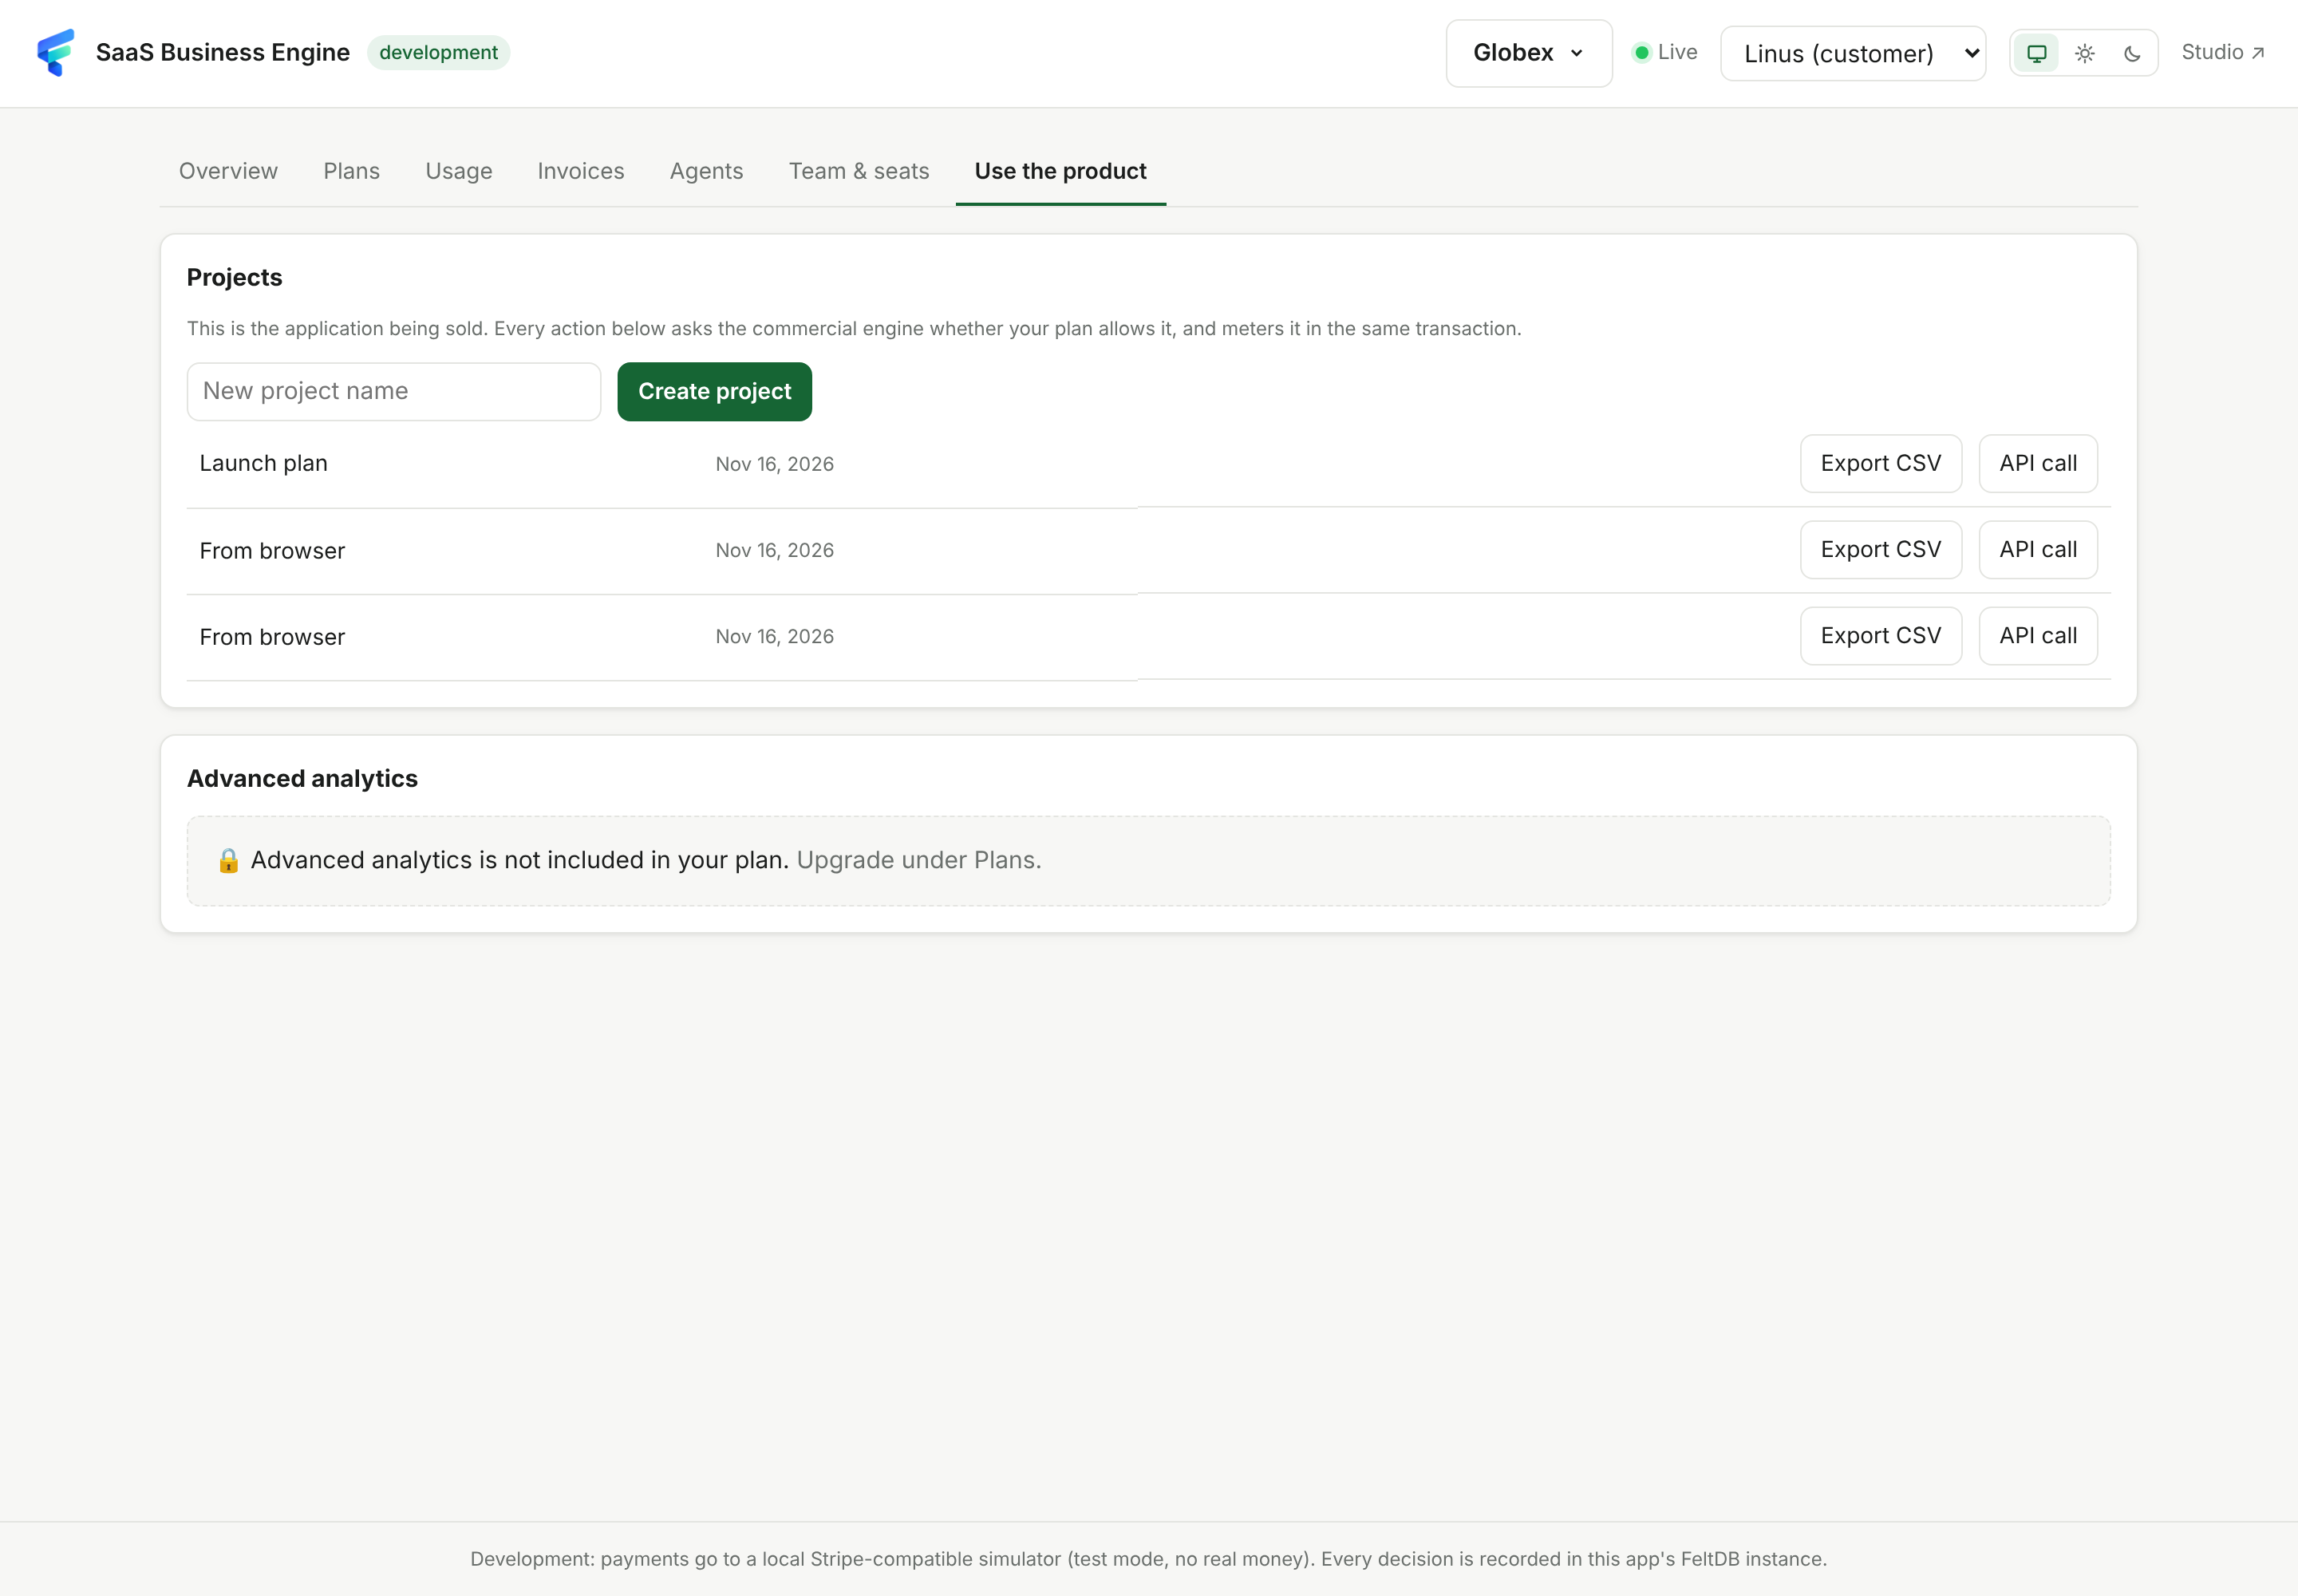 SaaS Business Engine development Globex Live Linus (customer) Studio ↗
Overview Plans Usage Invoices Agents Team & seats Use the product
Projects
This is the application being sold. Every action below asks the commercial engine whether your plan allows it, and meters it in the same transaction.
New project name Create project
Launch plan Nov 16, 2026 Export CSV API call
From browser Nov 16, 2026 Export CSV API call
From browser Nov 16, 2026 Export CSV API call
Advanced analytics
🔒 Advanced analytics is not included in your plan. Upgrade under Plans.
Development: payments go to a local Stripe-compatible simulator (test mode, no real money). Every decision is recorded in this app's FeltDB instance.